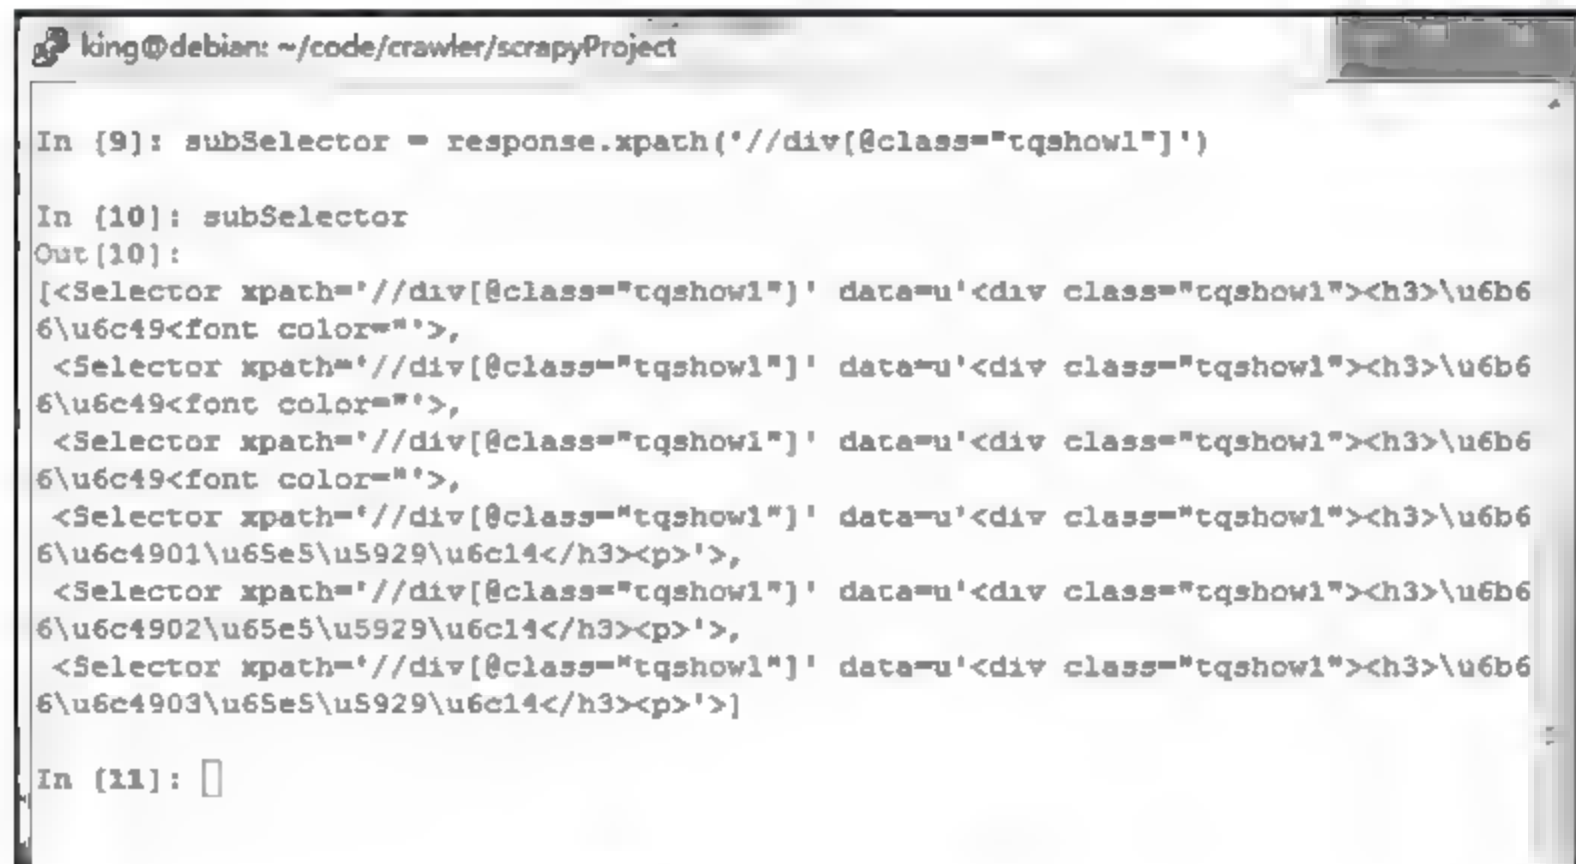 king@debian: ~/code/crawler/scrapyProject
In [9]: subSelector = response.xpath('//div[@class="tqshow1"]')
In [10]: subSelector
Out[10]:
[<Selector xpath='//div[@class="tqshow1"]' data=u'<div class="tqshow1"><h3>\u6b6
6\u6c49<font color="'>,
<Selector xpath='//div[@class="tqshow1"]' data=u'<div class="tqshow1"><h3>\u6b6
6\u6c49<font color="'>,
<Selector xpath='//div[@class="tqshow1"]' data=u'<div class="tqshow1"><h3>\u6b6
6\u6c49<font color="'>,
<Selector xpath='//div[@class="tqshow1"]' data=u'<div class="tqshow1"><h3>\u6b6
6\u6c4901\u65e5\u5929\u6c14</h3><p>'>,
<Selector xpath='//div[@class="tqshow1"]' data=u'<div class="tqshow1"><h3>\u6b6
6\u6c4902\u65e5\u5929\u6c14</h3><p>'>,
<Selector xpath='//div[@class="tqshow1"]' data=u'<div class="tqshow1"><h3>\u6b6
6\u6c4903\u65e5\u5929\u6c14</h3><p>'>]
In [11]: